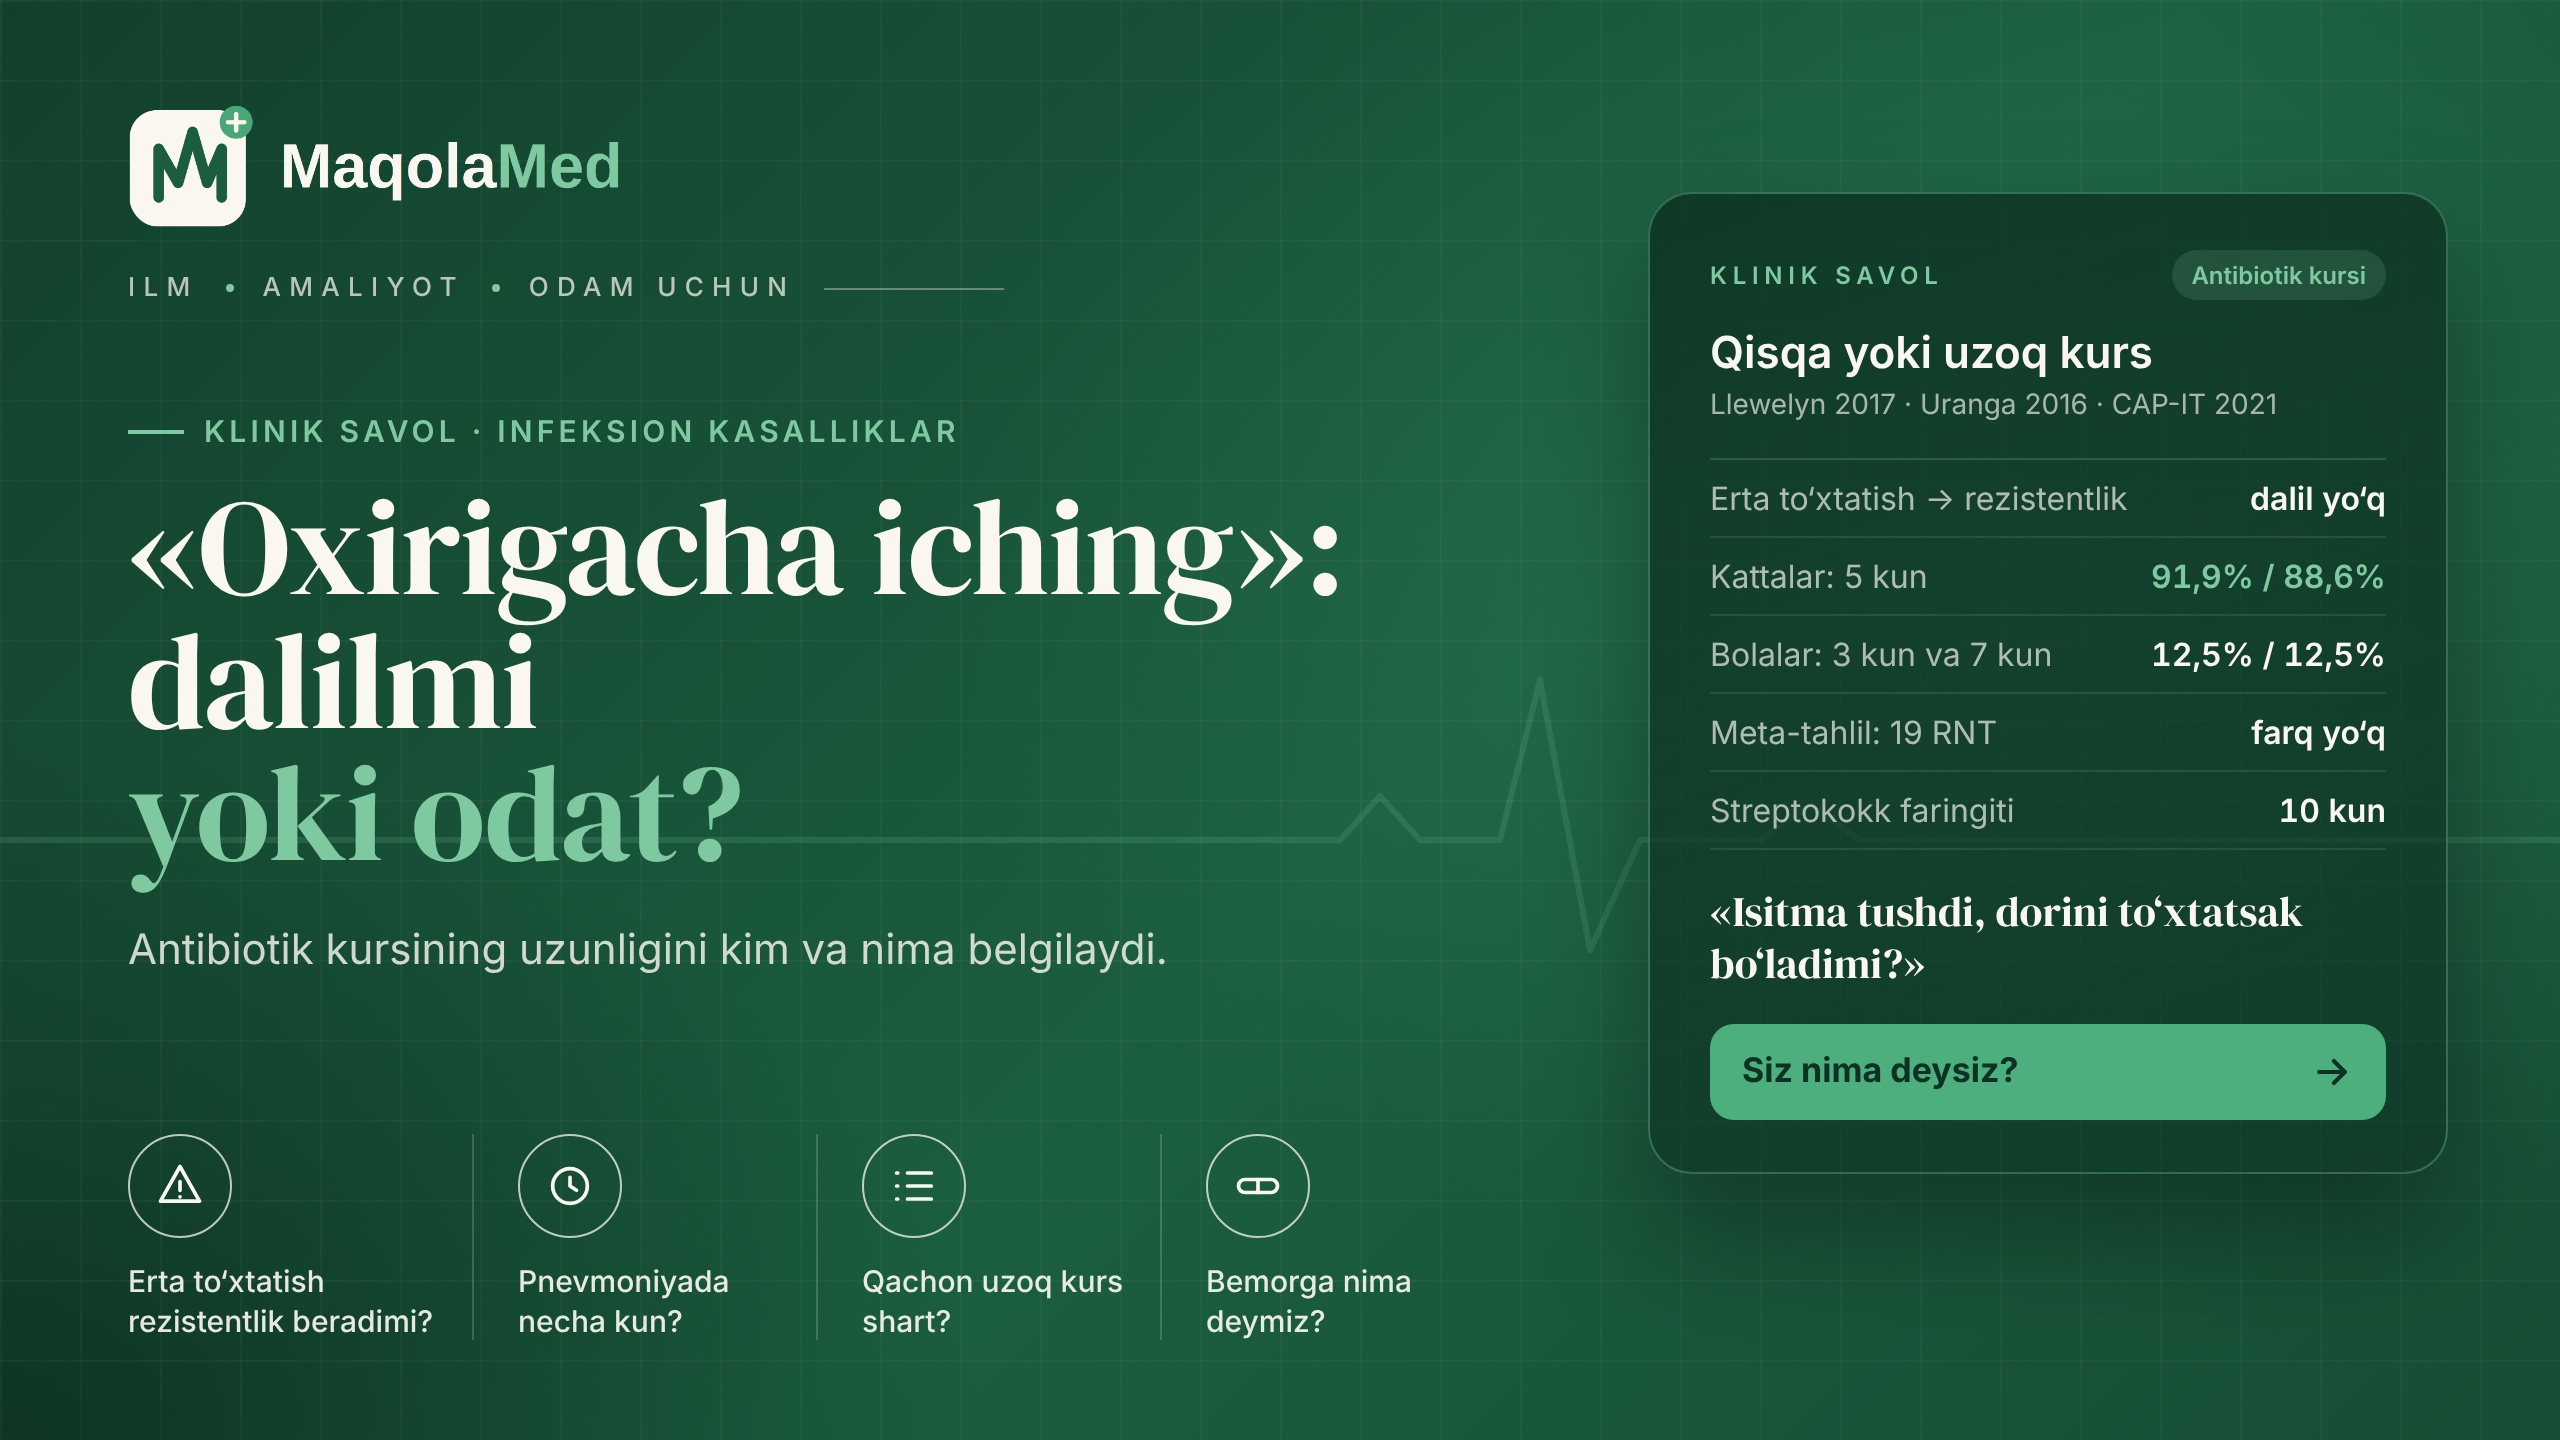 MaqolaMed
ILM • AMALIYOT • ODAM UCHUN
KLINIK SAVOL · INFEKSION KASALLIKLAR
«Oxirigacha iching»:
dalilmi
yoki odat?
Antibiotik kursining uzunligini kim va nima belgilaydi.
Erta to‘xtatish
rezistentlik beradimi?
Pnevmoniyada
necha kun?
Qachon uzoq kurs
shart?
Bemorga nima
deymiz?
KLINIK SAVOL
Antibiotik kursi
Qisqa yoki uzoq kurs
Llewelyn 2017 · Uranga 2016 · CAP-IT 2021
Erta to‘xtatish → rezistentlik dalil yo‘q
Kattalar: 5 kun 91,9% / 88,6%
Bolalar: 3 kun va 7 kun 12,5% / 12,5%
Meta-tahlil: 19 RNT farq yo‘q
Streptokokk faringiti 10 kun
«Isitma tushdi, dorini to‘xtatsak
bo‘ladimi?»
Siz nima deysiz? →